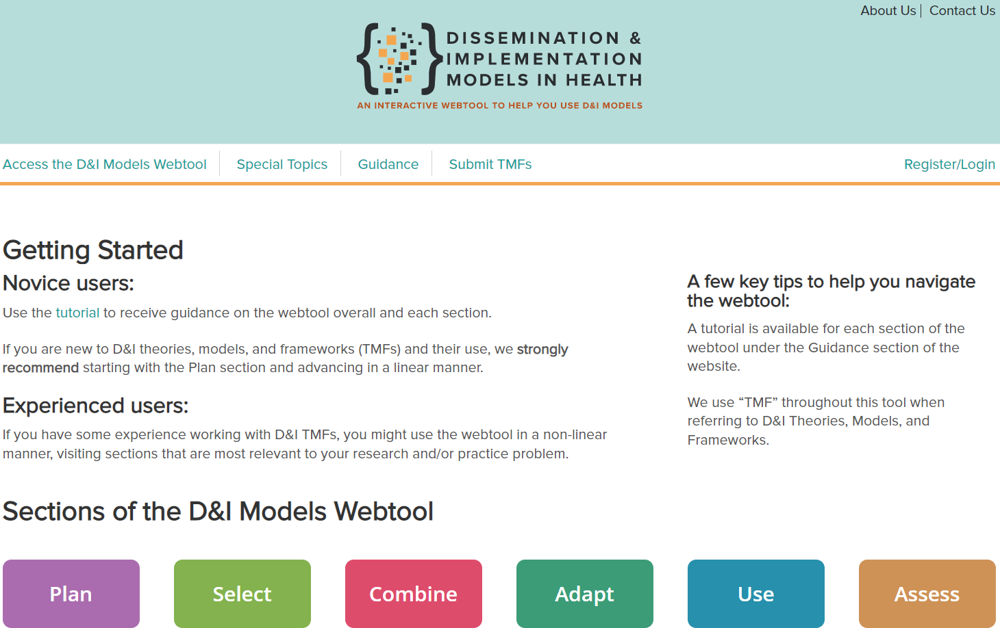 About Us | Contact Us
DISSEMINATION &
IMPLEMENTATION
MODELS IN HEALTH
AN INTERACTIVE WEBTOOL TO HELP YOU USE D&I MODELS
Access the D&I Models Webtool
Special Topics
Guidance
Submit TMFs
Register/Login
Getting Started
Novice users:
Use the tutorial to receive guidance on the webtool overall and each section.
If you are new to D&I theories, models, and frameworks (TMFs) and their use, we strongly
recommend starting with the Plan section and advancing in a linear manner.
Experienced users:
If you have some experience working with D&I TMFs, you might use the webtool in a non-linear
manner, visiting sections that are most relevant to your research and/or practice problem.
A few key tips to help you navigate
the webtool:
A tutorial is available for each section of the
webtool under the Guidance section of the
website.
We use “TMF” throughout this tool when
referring to D&I Theories, Models, and
Frameworks.
Sections of the D&I Models Webtool
Plan
Select
Combine
Adapt
Use
Assess